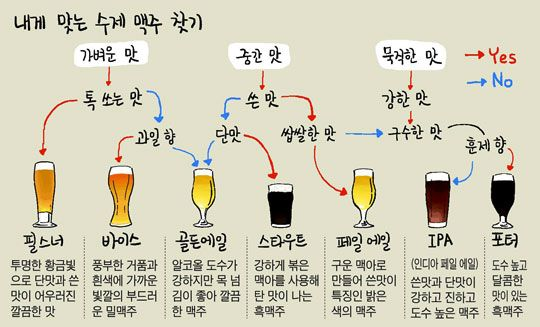 내게 맞는 수제 맥주 찾기
가벼운 맛
중간 맛
묵직한 맛
Yes
No
톡 쏘는 맛
쓴 맛
강한 맛
과일 향
단맛
쌉쌀한 맛
구수한 맛
훈제 향
필스너
바이스
골든에일
스타우트
페일 에일
IPA
포터
투명한 황금빛
으로 단맛과 쓴
맛이 어우러진
깔끔한 맛
풍부한 거품과
흰색에 가까운
빛깔의 부드러
운 밀맥주
알코올 도수가
강하지만 목 넘
김이 좋아 깔끔
한 맥주
강하게 볶은
맥아를 사용해
탄 맛이 나는
흑맥주
구운 맥아로
만들어 쓴맛이
특징인 밝은
색의 맥주
(인디아 페일 에일)
쓴맛과 단맛이
강하고 진하고
도수 높은 맥주
도수 높고
달콤한
맛이 있는
흑맥주